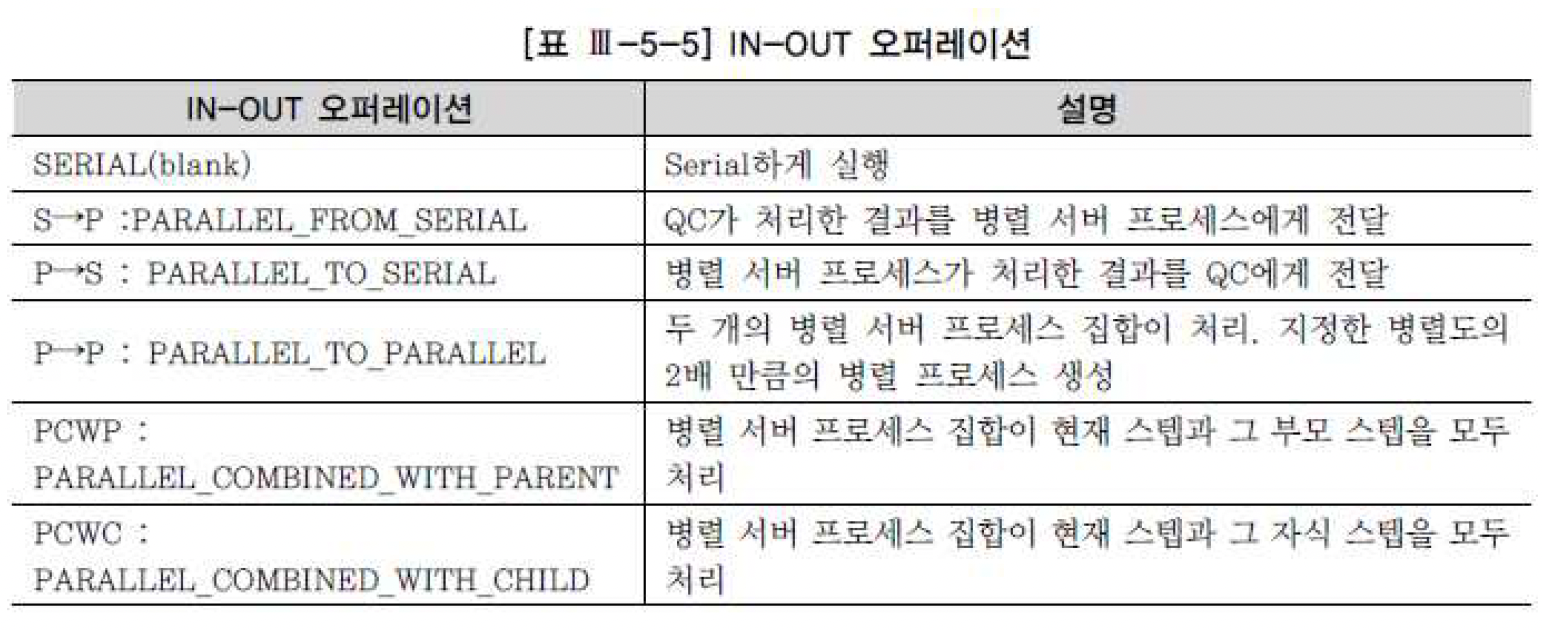 [표 Ⅲ-5-5] IN-OUT 오퍼레이션
IN-OUT 오퍼레이션 설명
SERIAL(blank) Serial하게 실행
S→P :PARALLEL_FROM_SERIAL QC가 처리한 결과를 병렬 서버 프로세스에게 전달
P→S : PARALLEL_TO_SERIAL 병렬 서버 프로세스가 처리한 결과를 QC에게 전달
P→P : PARALLEL_TO_PARALLEL 두 개의 병렬 서버 프로세스 집합이 처리. 지정한 병렬도의
2배 만큼의 병렬 프로세스 생성
PCWP : 병렬 서버 프로세스 집합이 현재 스텝과 그 부모 스텝을 모두
PARALLEL_COMBINED_WITH_PARENT 처리
PCWC : 병렬 서버 프로세스 집합이 현재 스텝과 그 자식 스텝을 모두
PARALLEL_COMBINED_WITH_CHILD 처리